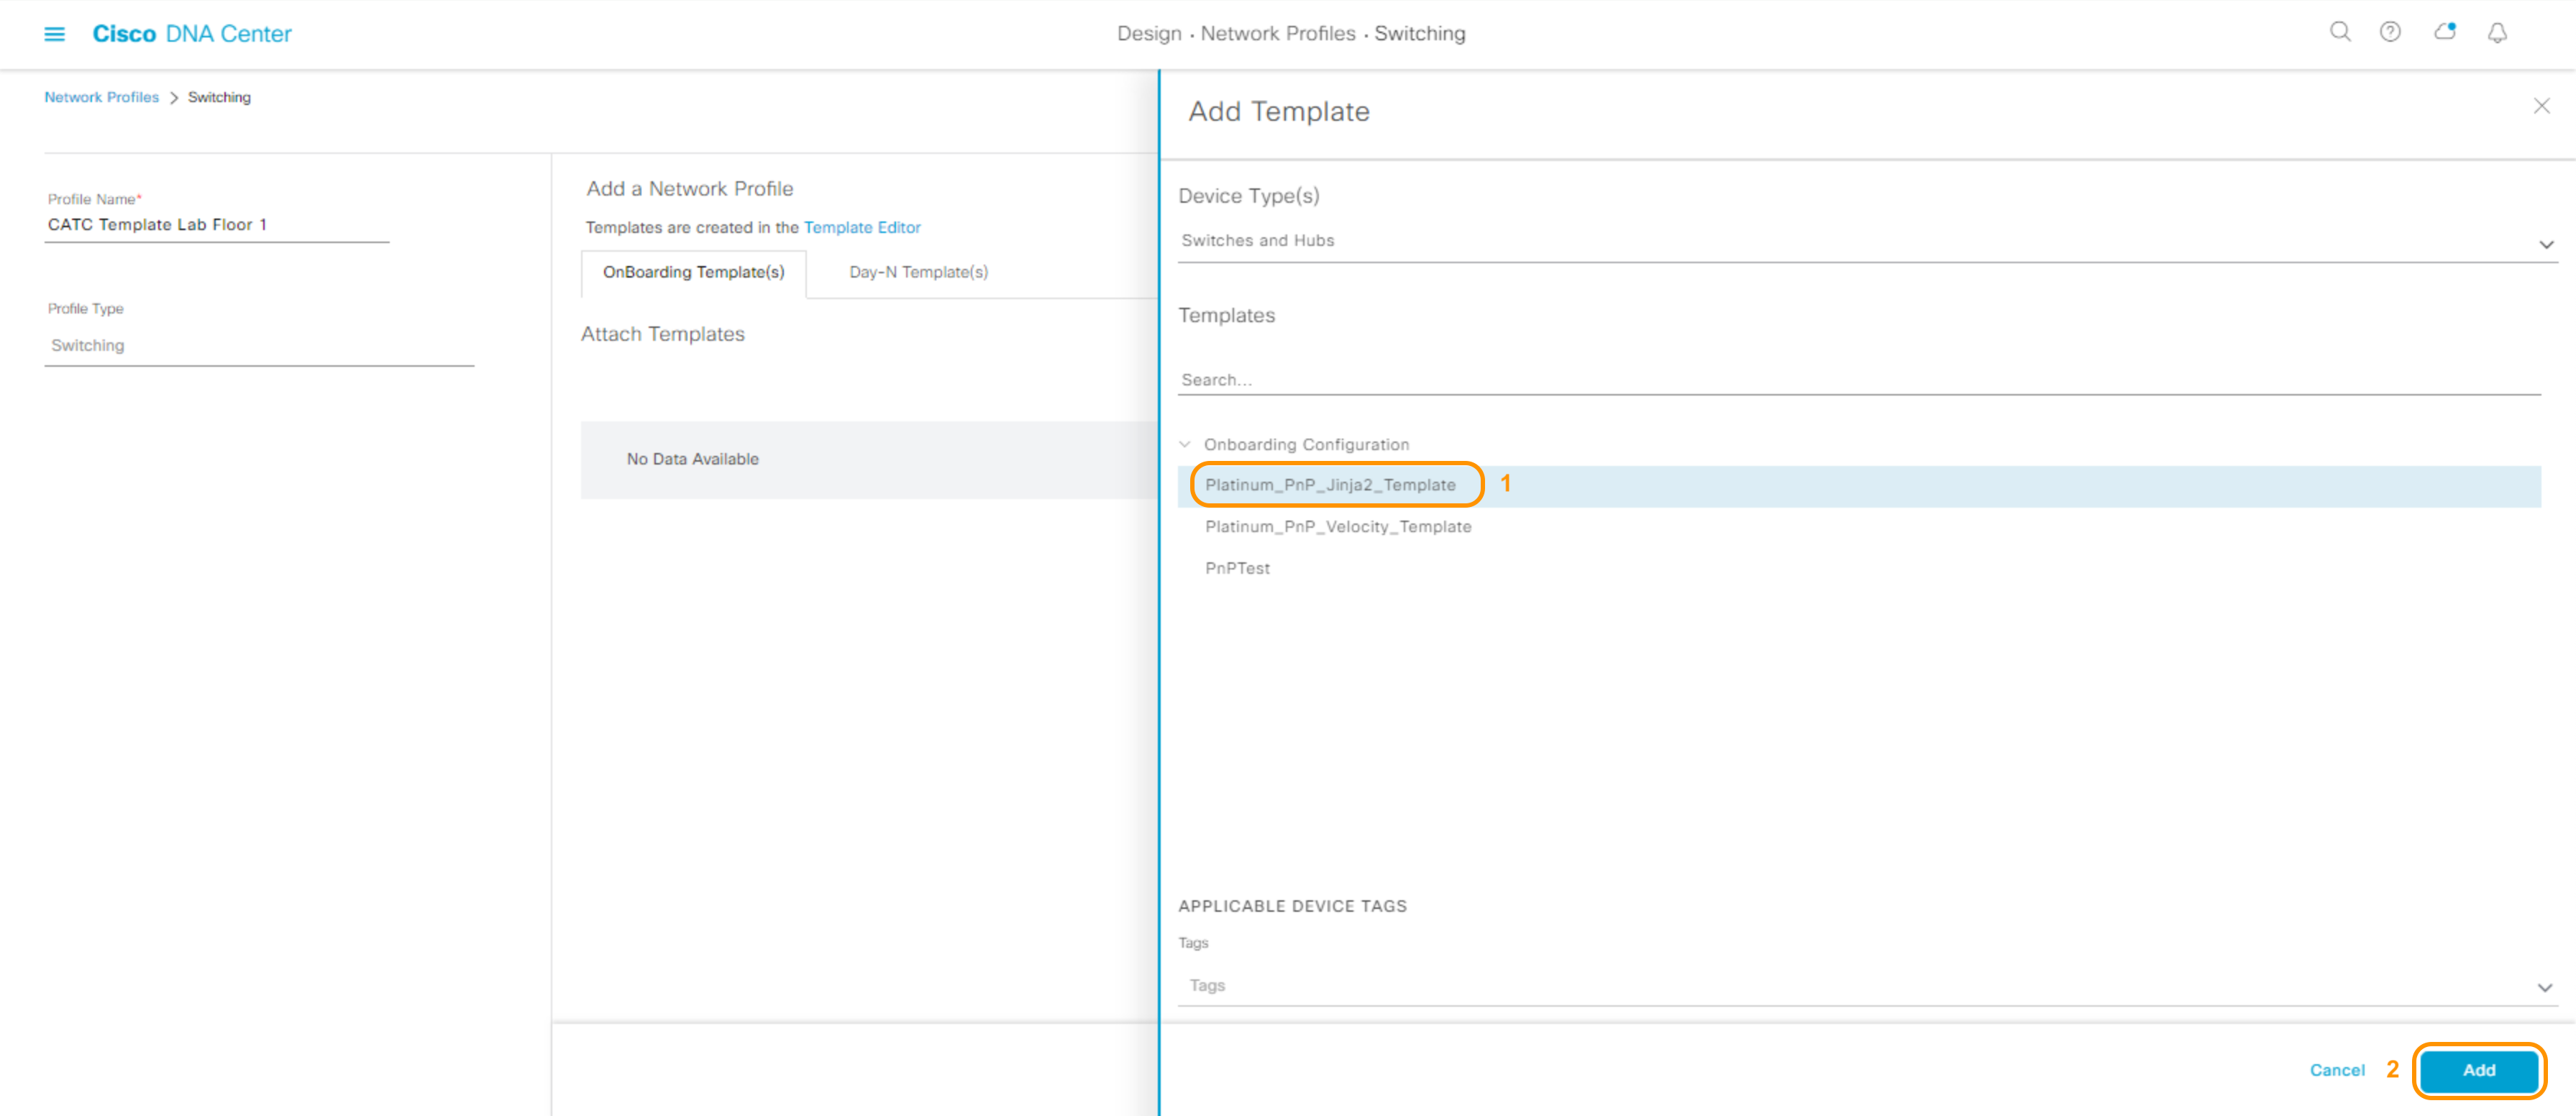 Cisco DNA Center
Design · Network Profiles · Switching
Network Profiles > Switching
Profile Name*
CATC Template Lab Floor 1
Profile Type
Switching
Add a Network Profile
Templates are created in the Template Editor
OnBoarding Template(s) Day-N Template(s)
Attach Templates
No Data Available
Add Template
Device Type(s)
Switches and Hubs
Templates
Search...
Onboarding Configuration
Platinum_PnP_Jinja2_Template 1
Platinum_PnP_Velocity_Template
PnPTest
APPLICABLE DEVICE TAGS
Tags
Tags
Cancel 2 Add